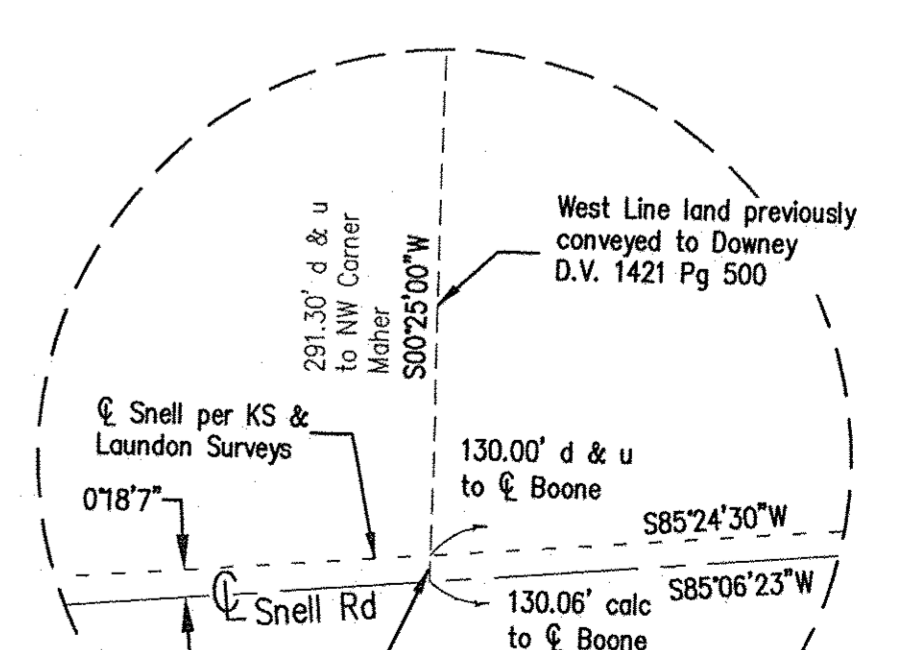 West Line land previously
conveyed to Downey
D.V. 1421 Pg 500
291.30' d & u
to NW Corner
Maher
S00°25'00"W
℄ Snell per KS &
Laundon Surveys
0°18'7"
130.00' d & u
to ℄ Boone
S85°24'30"W
S85°06'23"W
℄ Snell Rd
130.06' calc
to ℄ Boone